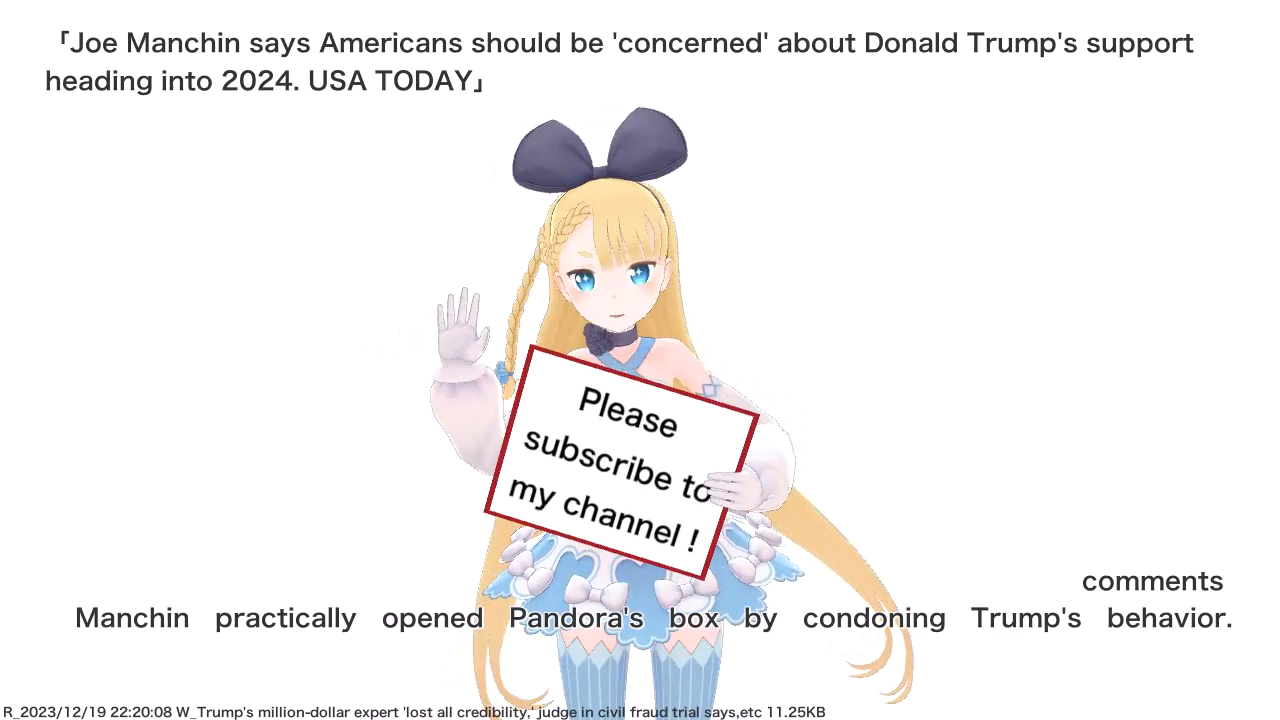 「Joe Manchin says Americans should be 'concerned' about Donald Trump's support
heading into 2024. USA TODAY」
Please
subscribe to
my channel !
comments
Manchin practically opened Pandora's box by condoning Trump's behavior.
R_2023/12/19 22:20:08 W_Trump's million-dollar expert 'lost all credibility,' judge in civil fraud trial says,etc 11.25KB